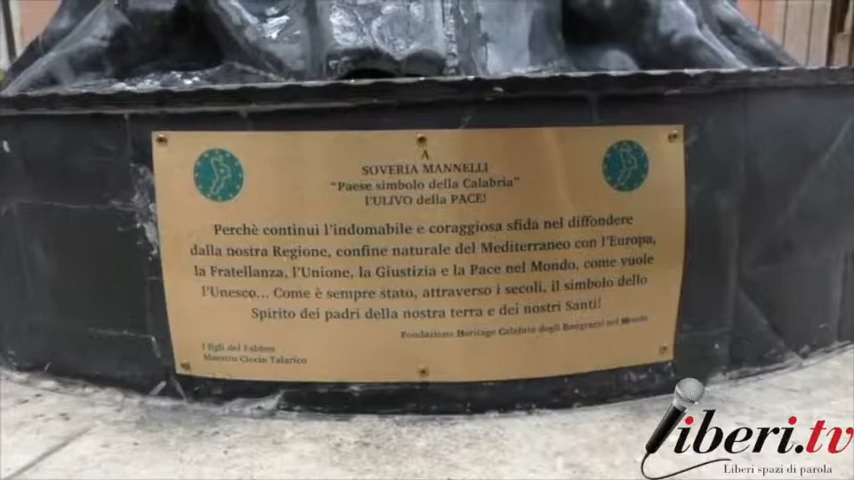 A
SOVERIA MANNELLI
"Paese simbolo della Calabria"
l'ULIVO della PACE!
Perchè continui l'indomabile e coraggiosa sfida nel diffondere
dalla nostra Regione, confine naturale del Mediterraneo con l'Europa,
la Fratellanza, l'Unione, la Giustizia e la Pace nel Mondo, come vuole
l'Unesco... Come è sempre stato, attraverso i secoli, il simbolo dello
Spirito dei padri della nostra terra e dei nostri Santi!
I figli del Fabbro
Maestro Ciccio Talarico
Fondazione Heritage Calabria degli Emigrati nel Mondo
liberi.tv
Liberi spazi di parola